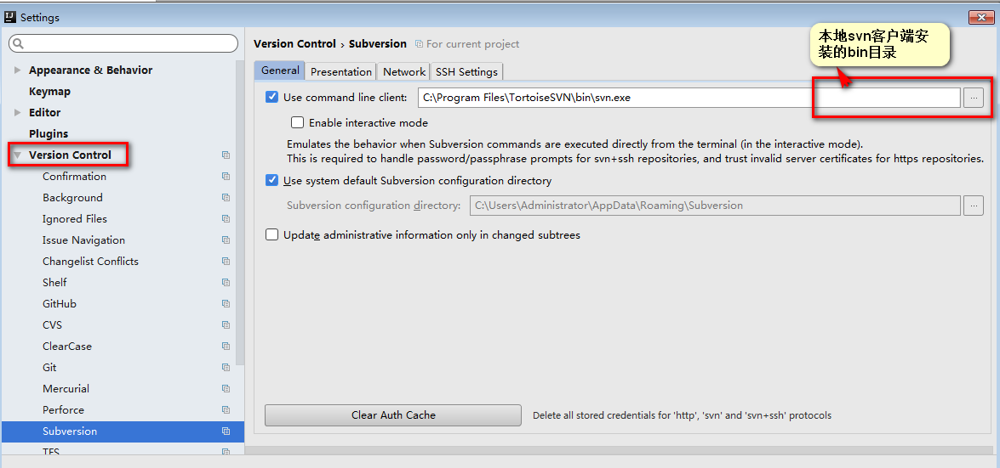 Settings
Version Control › Subversion
For current project
本地svn客户端安
装的bin目录
Appearance & Behavior
Keymap
Editor
Plugins
Version Control
Confirmation
Background
Ignored Files
Issue Navigation
Changelist Conflicts
Shelf
GitHub
CVS
ClearCase
Git
Mercurial
Perforce
Subversion
TFS
General
Presentation
Network
SSH Settings
Use command line client:
C:\Program Files\TortoiseSVN\bin\svn.exe
...
Enable interactive mode
Emulates the behavior when Subversion commands are executed directly from the terminal (in the interactive mode).
This is required to handle password/passphrase prompts for svn+ssh repositories, and trust invalid server certificates for https repositories.
Use system default Subversion configuration directory
Subversion configuration directory:
C:\Users\Administrator\AppData\Roaming\Subversion
...
Update administrative information only in changed subtrees
Clear Auth Cache
Delete all stored credentials for 'http', 'svn' and 'svn+ssh' protocols